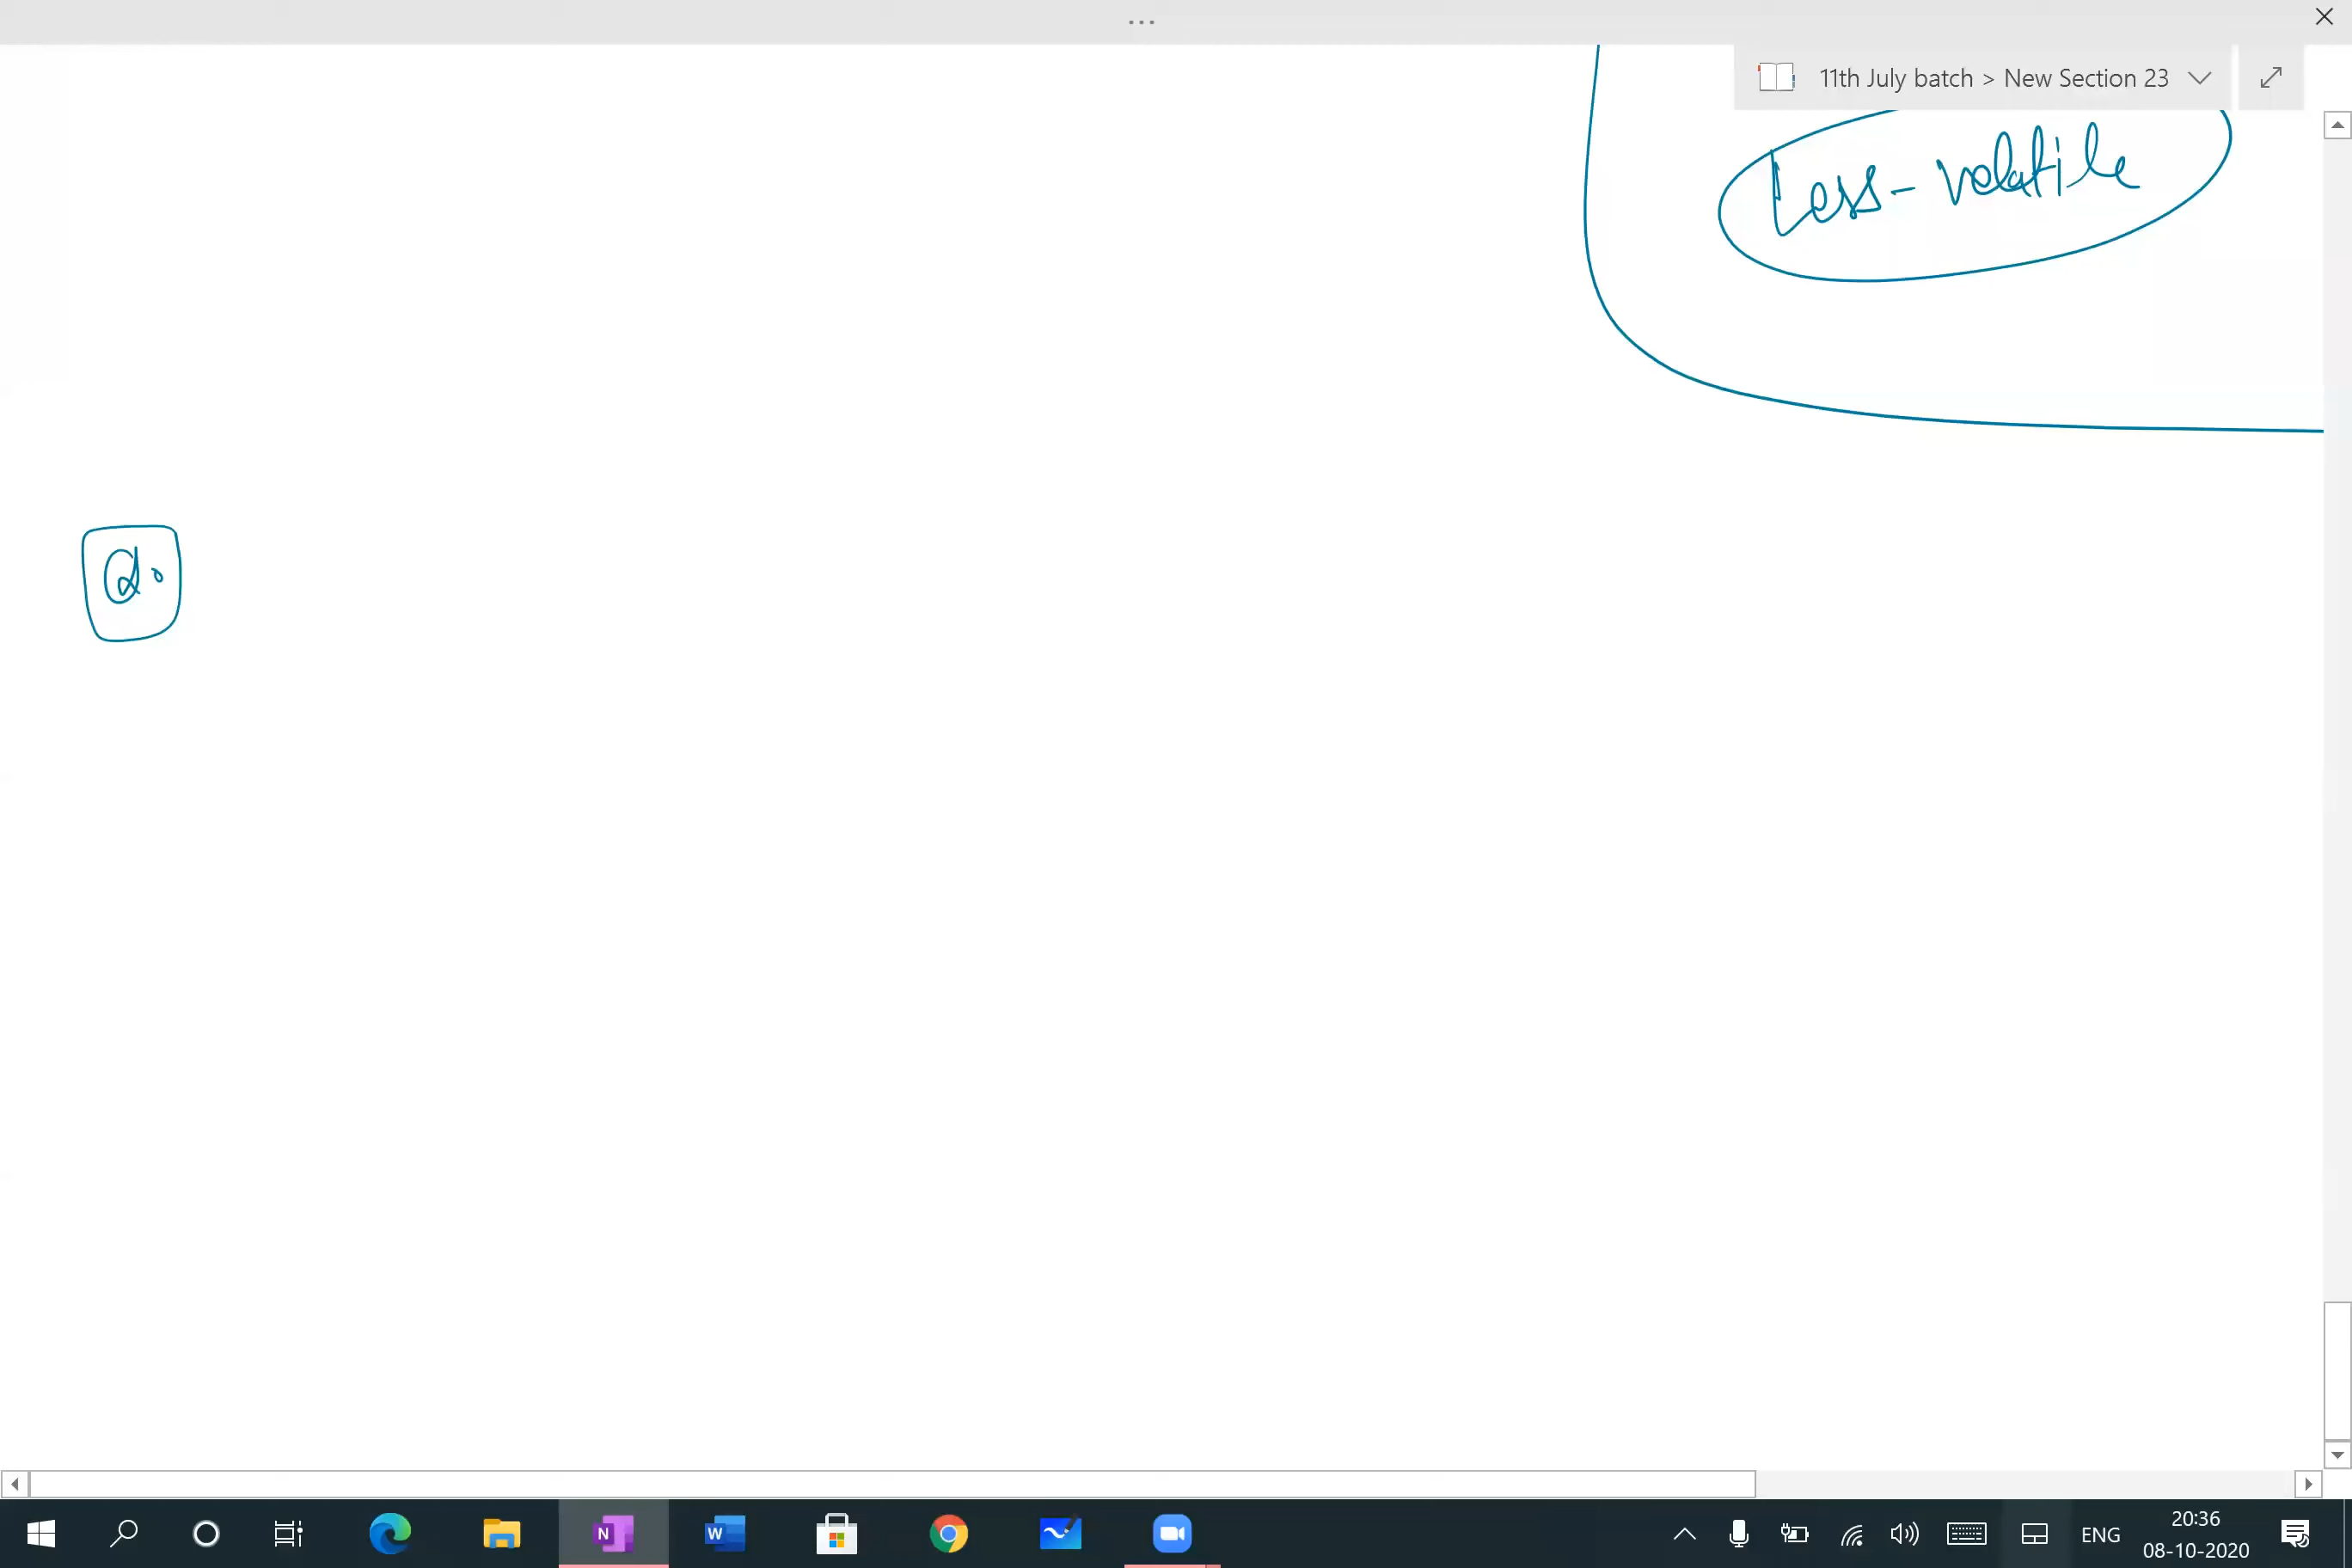 11th July batch > New Section 23
Less-volatile
Q.
ENG
20:36
08-10-2020